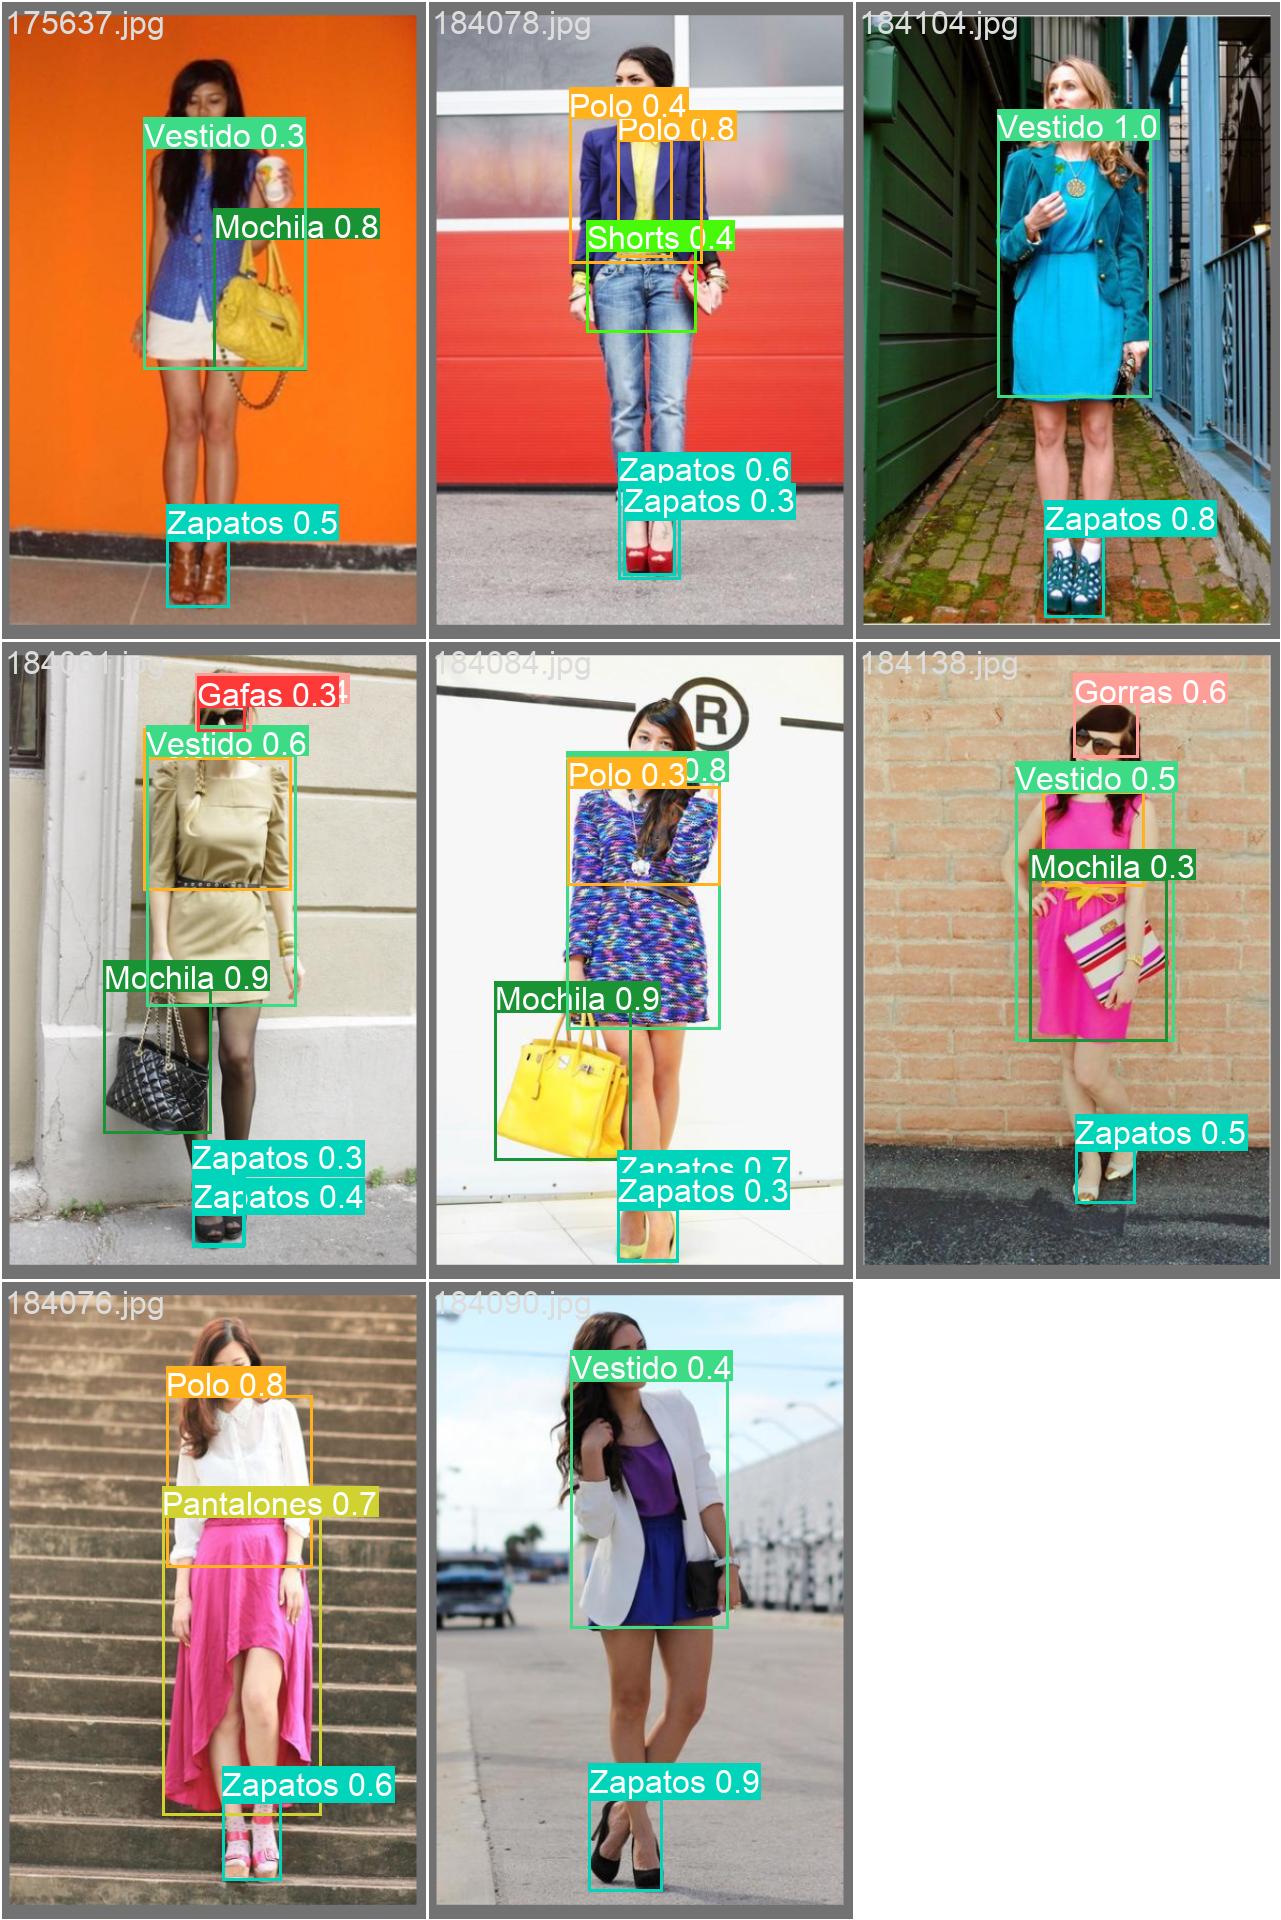 175637.jpg
Vestido 0.3
Mochila 0.8
Zapatos 0.5
184078.jpg
Polo 0.4
Polo 0.8
Shorts 0.4
Zapatos 0.6
Zapatos 0.3
184104.jpg
Vestido 1.0
Zapatos 0.8
Gafas 0.3
Vestido 0.6
Mochila 0.9
Zapatos 0.3
Zapatos 0.4
184084.jpg
R
0.8
Polo 0.3
Mochila 0.9
Zapatos 0.7
Zapatos 0.3
184138.jpg
Gorras 0.6
Vestido 0.5
Mochila 0.3
Zapatos 0.5
184076.jpg
Polo 0.8
Pantalones 0.7
Zapatos 0.6
184090.jpg
Vestido 0.4
Zapatos 0.9